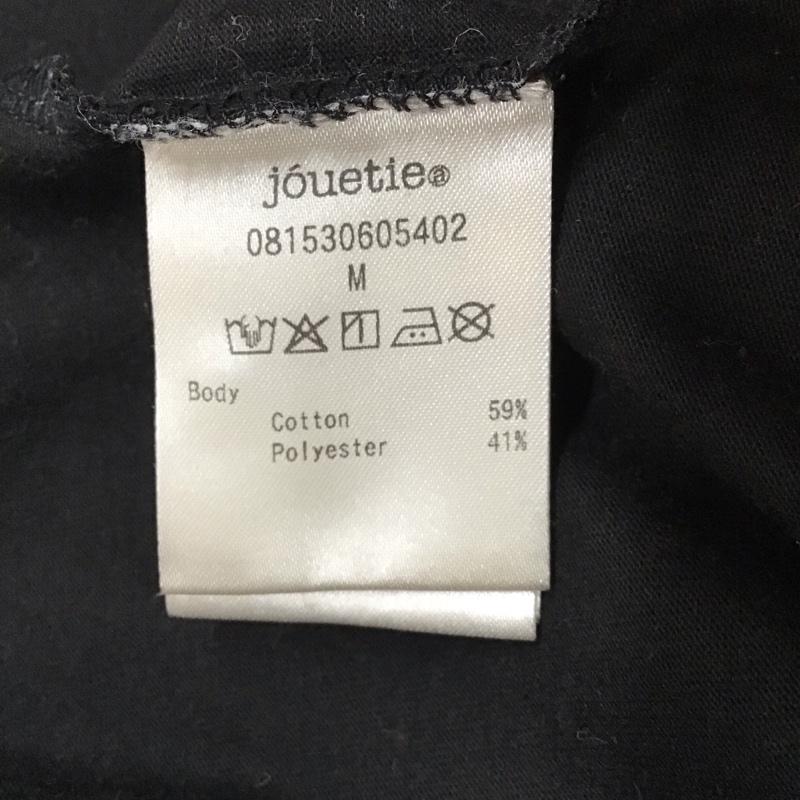 jóuetie@
081530605402
M
Body
Cotton 59%
Polyester 41%